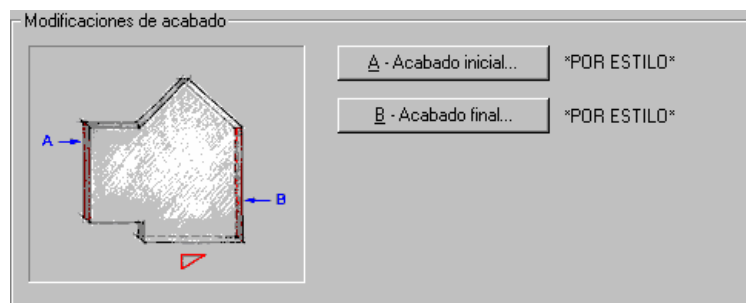 Modificaciones de acabado
A - Acabado inicial... *POR ESTILO*
B - Acabado final... *POR ESTILO*
A
B